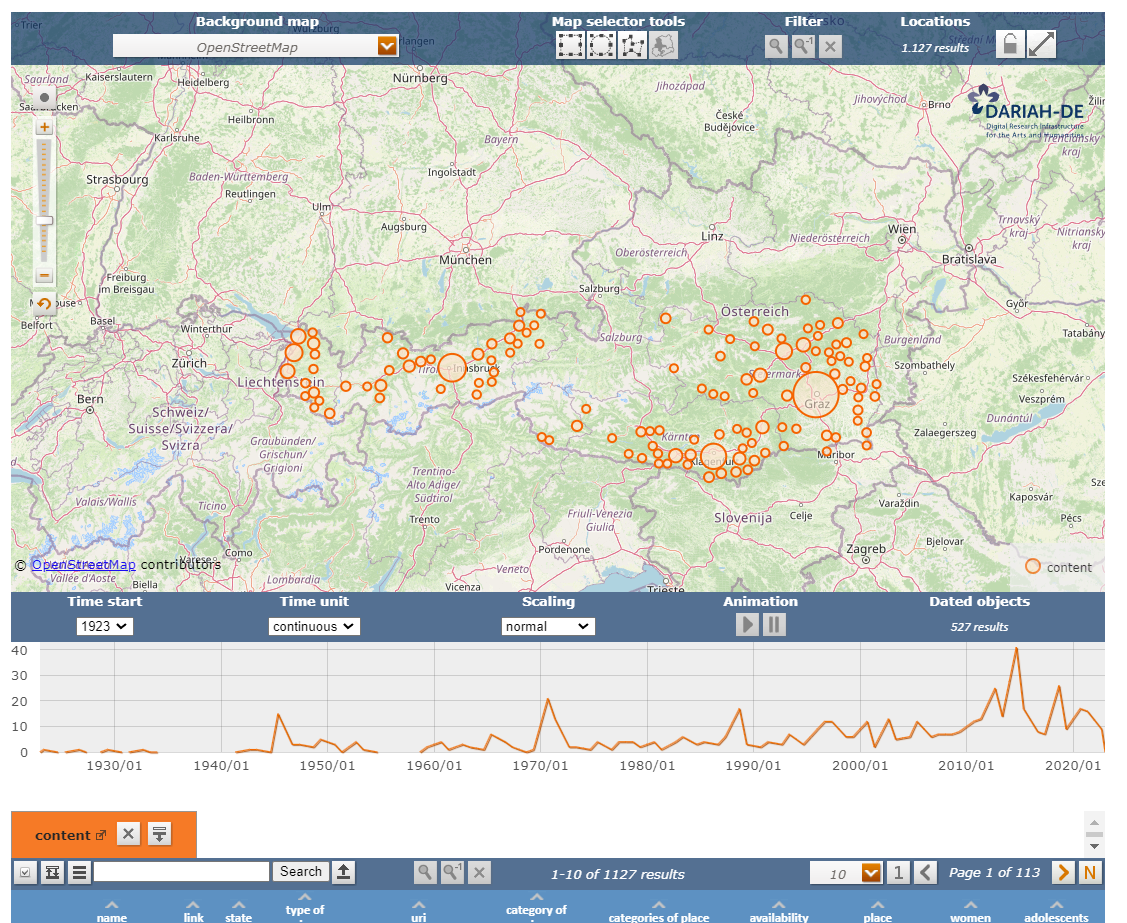 Background map
Map selector tools
Filter
Locations
OpenStreetMap
1.127 results
Saarland
Kaiserslautern
Heidelberg
Nürnberg
Heilbronn
Karlsruhe
Bayern
Jihozápad
České
Budějovice
Jihovýchod
Brno
DARIAH-DE
Digital Research Infrastructure
for the Arts and Humanities
Trenčiansky
kraj
Strasbourg
Baden-Württemberg
Reutlingen
Ingolstadt
Ulm
Augsburg
München
Linz
Oberösterreich
Niederösterreich
Wien
Bratislava
Trnavský
kraj
Nitriansky
kraj
Freiburg
im Breisgau
Belfort
Basel
Winterthur
Zürich
Salzburg
Salzburg
Österreich
Győr
Tatabány
Burgenland
Szombathely
Székesfehérvár
Veszprém
Dunántúl
Liechtenstein
Innsbruck
Graz
Bern
Schweiz/
Suisse/Svizzera/
Svizra
Graubünden/
Grischun/
Grigioni
Kärnten
Klagenfurt
Maribor
Zalaegerszeg
Kaposvár
Pécs
Valais/Wallis
Ticino
Trentino-
Alto Adige/
Südtirol
Trento
Friuli-Venezia
Giulia
Pordenone
Slovenija
Celje
Varaždin
Zagreb
Bjelovar
Como
Varese
© OpenStreetMap contributors
Vallée d'Aoste
Biella
Lombardia
Veneto
Vicenza
Trieste
content
Time start
Time unit
Scaling
Animation
Dated objects
1923
continuous
normal
527 results
40
30
20
10
0
1930/01
1940/01
1950/01
1960/01
1970/01
1980/01
1990/01
2000/01
2010/01
2020/01
content
Search
1-10 of 1127 results
10
1
Page 1 of 113
N
name
link
state
type of
uri
category of
categories of place
availability
place
women
adolescents